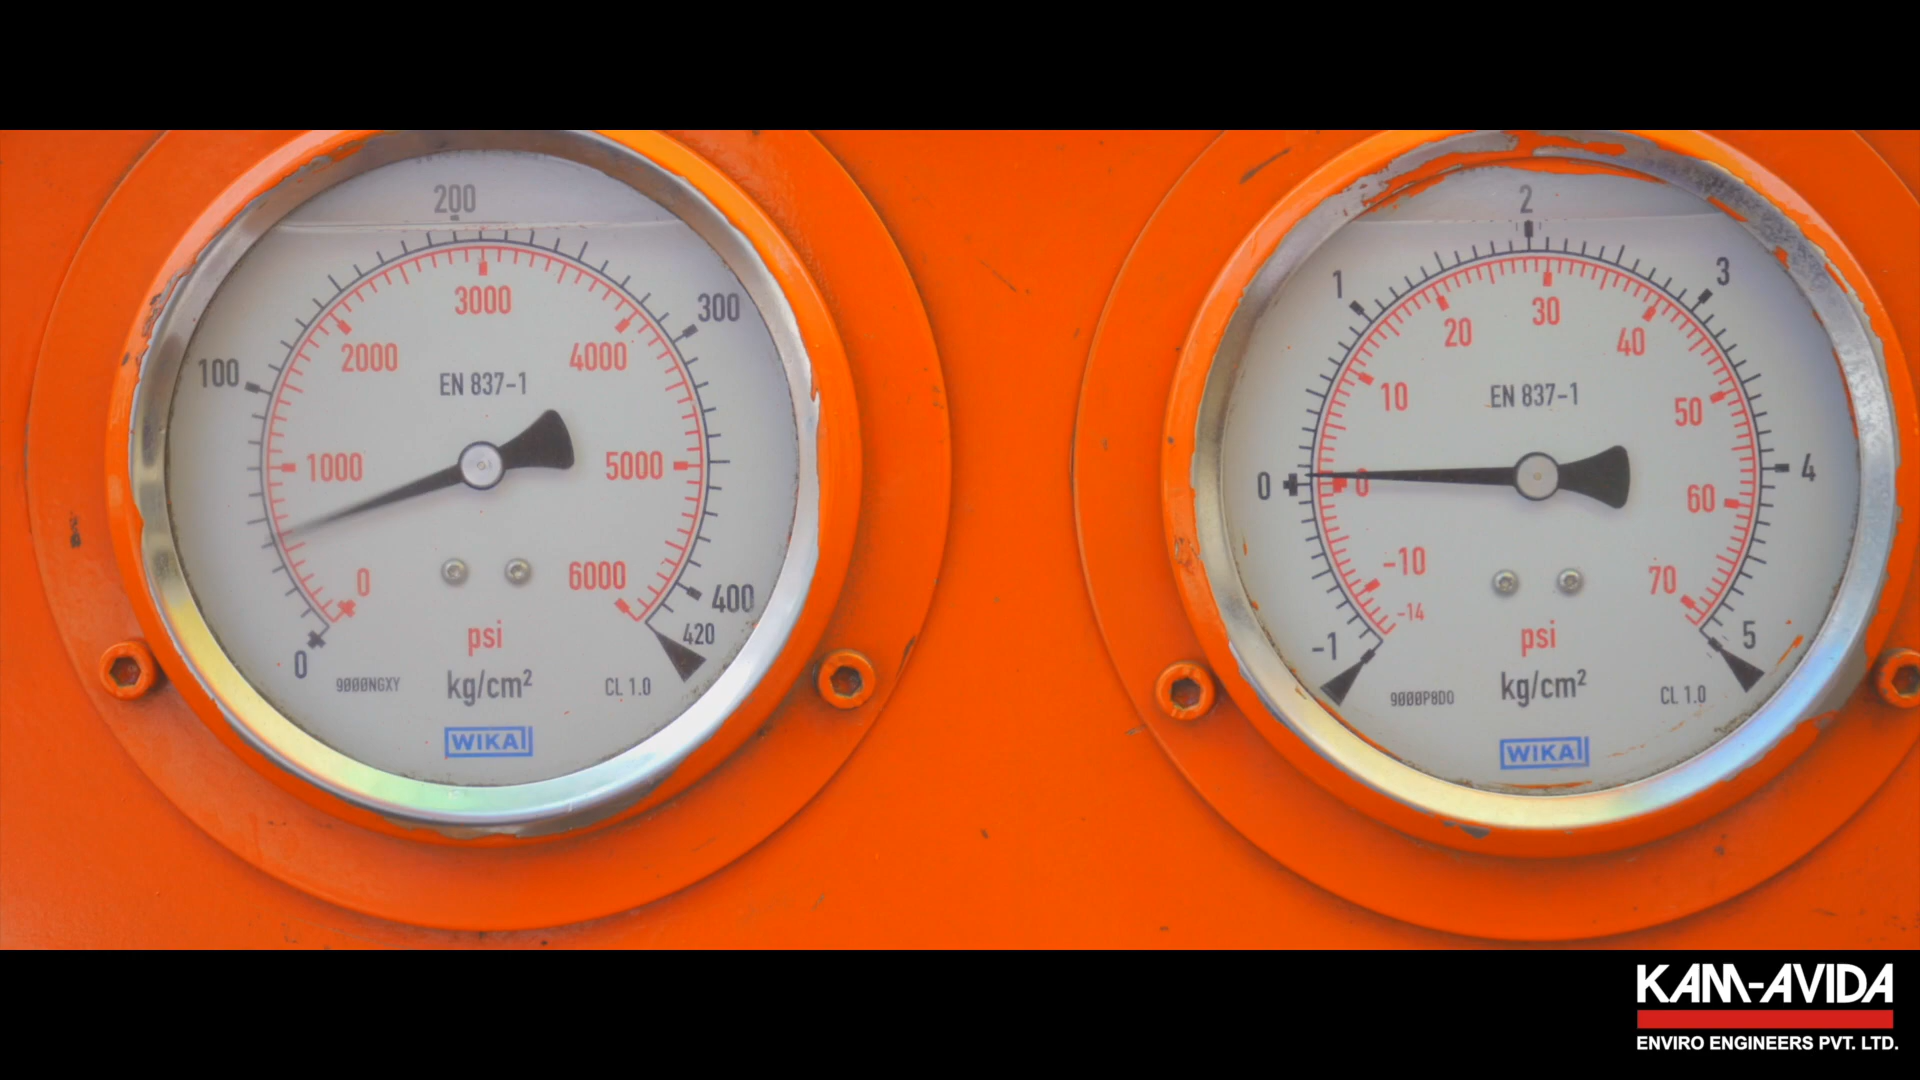 200
100
300
3000
2000
4000
EN 837-1
1000
5000
0
6000
400
420
psi
0
9000NGXY
kg/cm²
CL 1.0
WIKA
2
1
3
30
20
40
10
EN 837-1
50
0
0
4
60
-10
70
-14
-1
psi
5
9000P8D0
kg/cm²
CL 1.0
WIKA
KAM-AVIDA
ENVIRO ENGINEERS PVT. LTD.